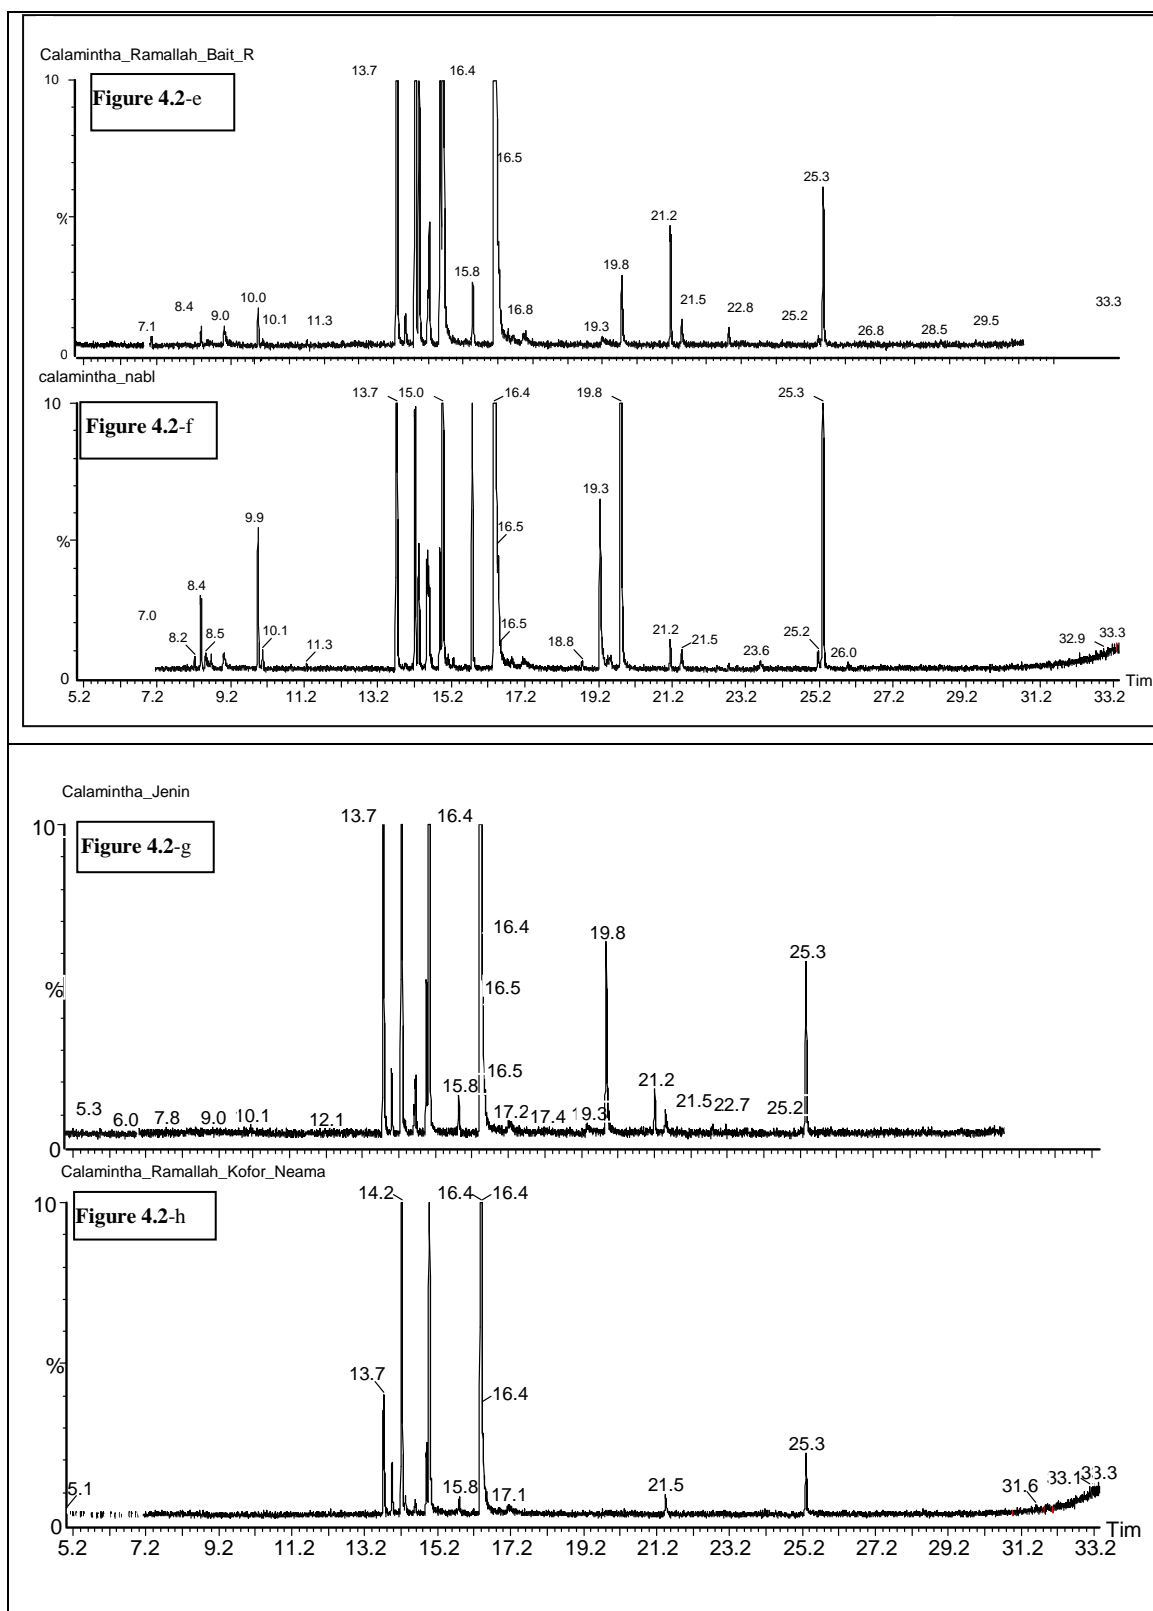 Calamintha_Ramallah_Bait_R
13.7 16.4
10
Figure 4.2-e
16.5
25.3
%
21.2
19.8
15.8
8.4 9.0 10.0 16.8 21.5 22.8 33.3
7.1 10.1 11.3 19.3 25.2 26.8 28.5 29.5
0
calamintha_nabl
13.7 15.0 16.4 19.8 25.3
10
Figure 4.2-f
19.3
9.9
16.5
%
8.4
7.0
16.5
8.2 8.5 10.1 11.3 18.8 21.2 21.5 23.6 25.2 26.0 32.9 33.3
0
Tim
5.2 7.2 9.2 11.2 13.2 15.2 17.2 19.2 21.2 23.2 25.2 27.2 29.2 31.2 33.2
Calamintha_Jenin
13.7 16.4
10
Figure 4.2-g
16.4
19.8
25.3
%
16.5
16.5
15.8 21.2
5.3 6.0 7.8 9.0 10.1 12.1 17.2 17.4 19.3 21.5 22.7 25.2
0
Calamintha_Ramallah_Kofor_Neama
14.2 16.4 16.4
10
Figure 4.2-h
%
13.7
16.4
25.3
5.1 15.8 17.1 21.5 31.6 33.1 33.3
0
Tim
5.2 7.2 9.2 11.2 13.2 15.2 17.2 19.2 21.2 23.2 25.2 27.2 29.2 31.2 33.2